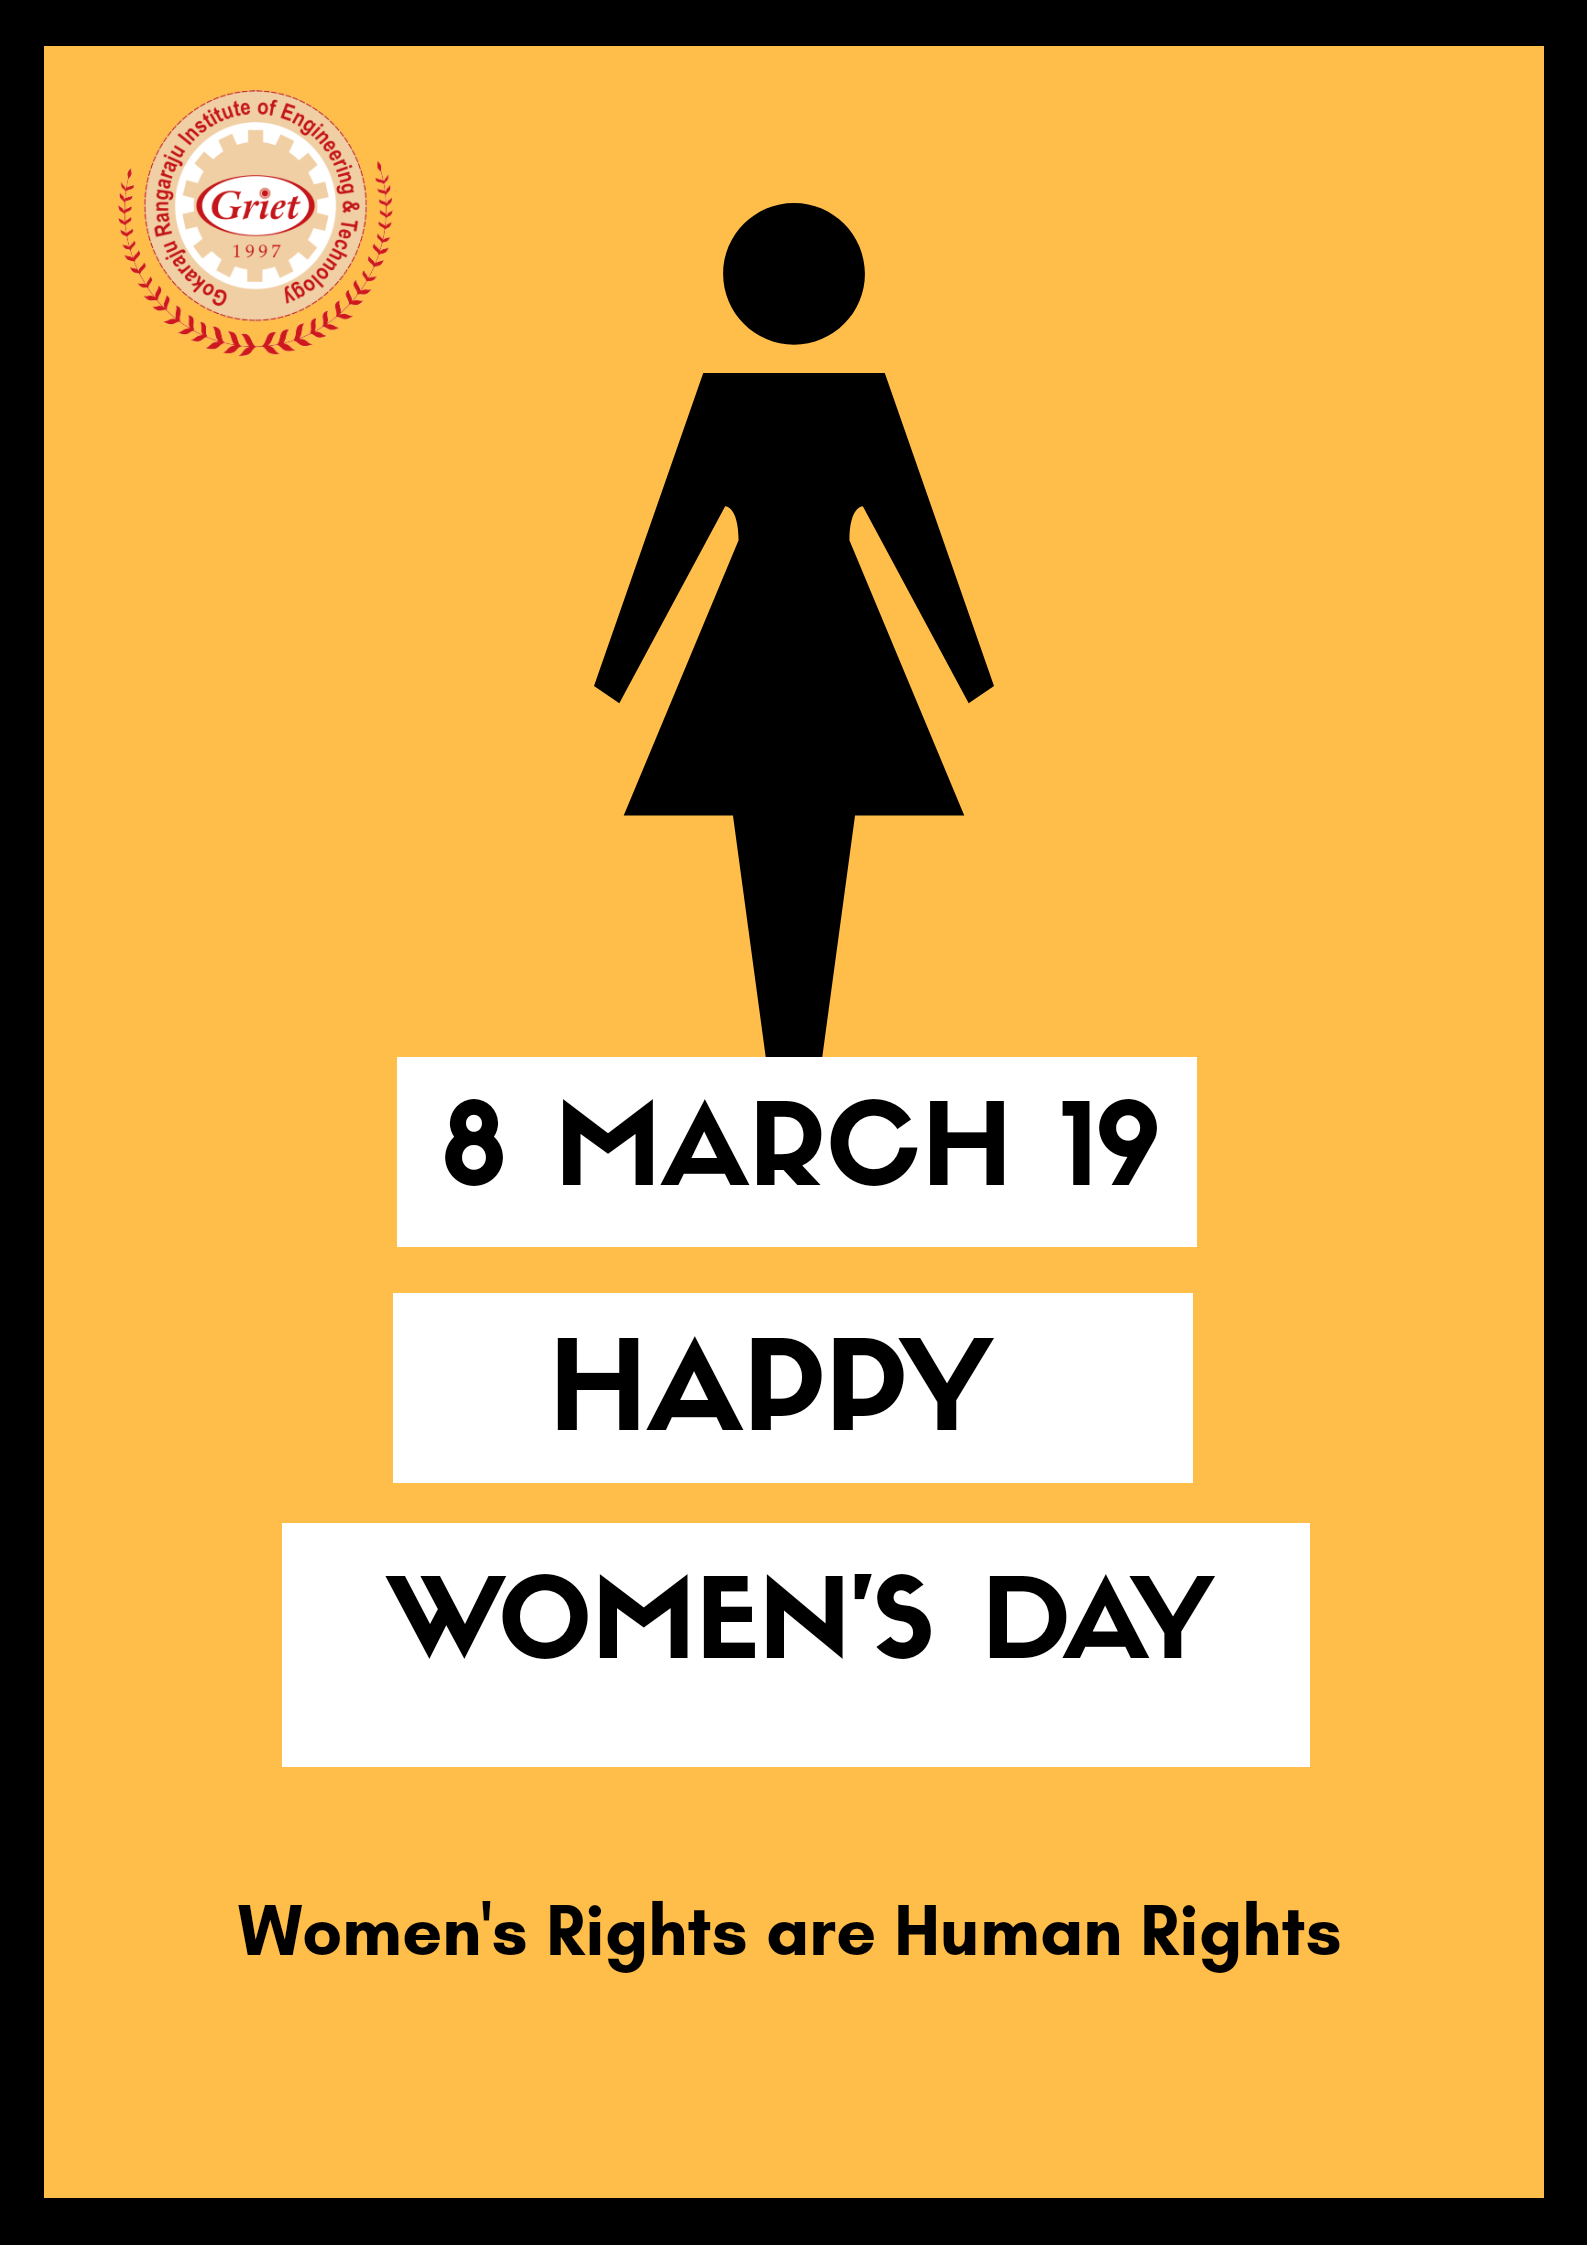 Gokaraju Rangaraju Institute of Engineering & Technology
Griet
1997
8 MARCH 19
HAPPY
WOMEN'S DAY
Women's Rights are Human Rights